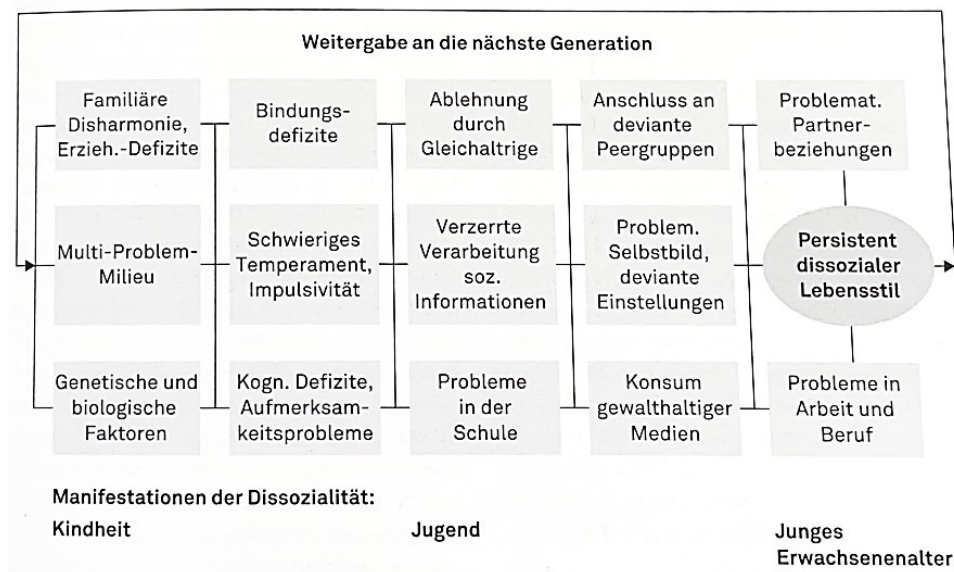 Weitergabe an die nächste Generation
Familiäre
Disharmonie,
Erzieh.-Defizite
Bindungs-
defizite
Ablehnung
durch
Gleichaltrige
Anschluss an
deviante
Peergruppen
Problemat.
Partner-
beziehungen
Multi-Problem-
Milieu
Schwieriges
Temperament,
Impulsivität
Verzerrte
Verarbeitung
soz.
Informationen
Problem.
Selbstbild,
deviante
Einstellungen
Persistent
dissozialer
Lebensstil
Genetische und
biologische
Faktoren
Kogn. Defizite,
Aufmerksam-
keitsprobleme
Probleme
in der
Schule
Konsum
gewalthaltiger
Medien
Probleme in
Arbeit und
Beruf
Manifestationen der Dissozialität:
Kindheit
Jugend
Junges
Erwachsenenalter